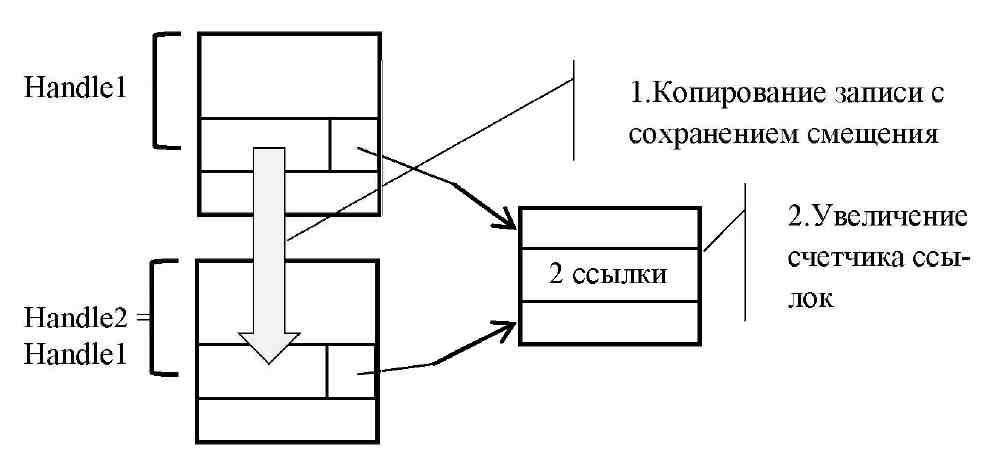 Handle1
1.Копирование записи с
сохранением смещения
2.Увеличение
счетчика ссы-
лок
2 ссылки
Handle2 =
Handle1